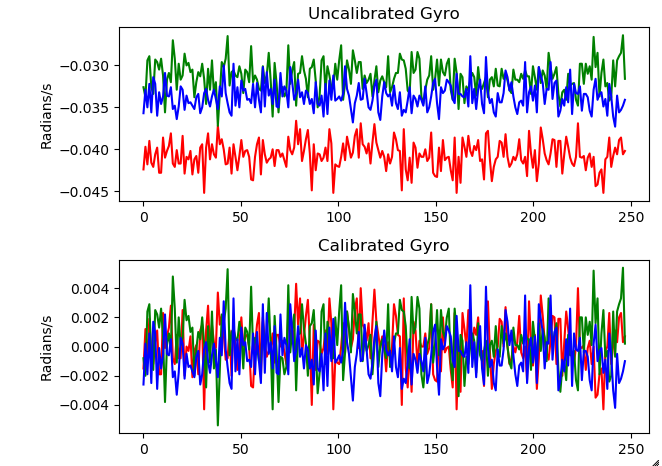 Uncalibrated Gyro
Radians/s
−0.030
−0.035
−0.040
−0.045
0 50 100 150 200 250
Calibrated Gyro
Radians/s
0.004
0.002
0.000
−0.002
−0.004
0 50 100 150 200 250